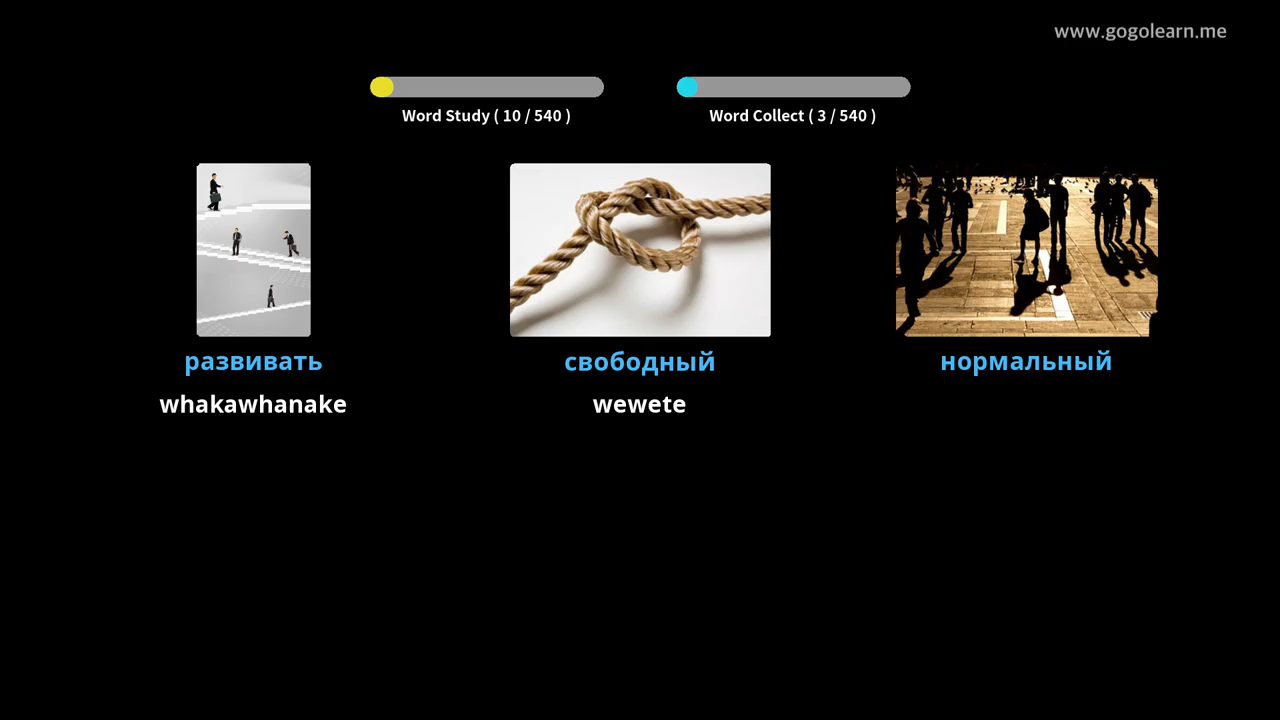 www.gogolearn.me
Word Study ( 10 / 540 )
Word Collect ( 3 / 540 )
развивать
свободный
нормальный
whakawhanake
wewete